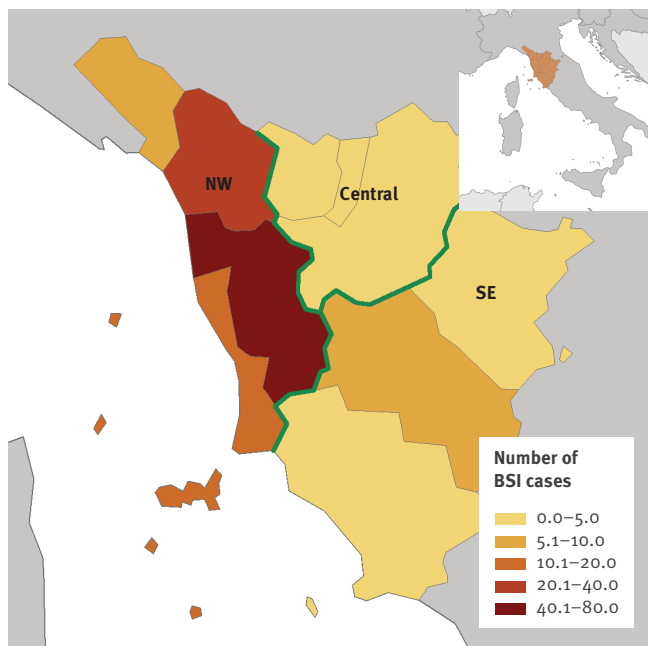 NW
Central
SE
Number of
BSI cases
0.0–5.0
5.1–10.0
10.1–20.0
20.1–40.0
40.1–80.0